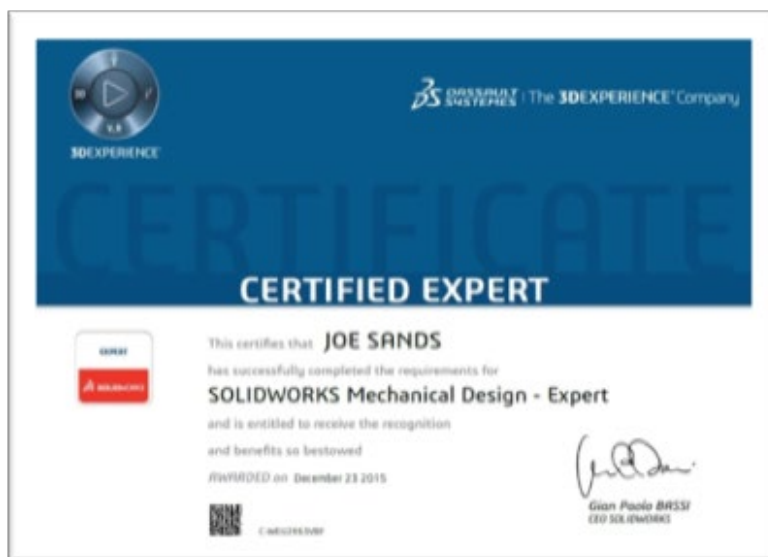 3DEXPERIENCE
DASSAULT SYSTEMES | The 3DEXPERIENCE Company
CERTIFICATE
CERTIFIED EXPERT
EXPERT
SOLIDWORKS
This certifies that JOE SANDS
has successfully completed the requirements for
SOLIDWORKS Mechanical Design - Expert
and is entitled to receive the recognition
and benefits so bestowed
AWARDED on December 23 2015
Gian Paolo BASSI
CEO SOLIDWORKS